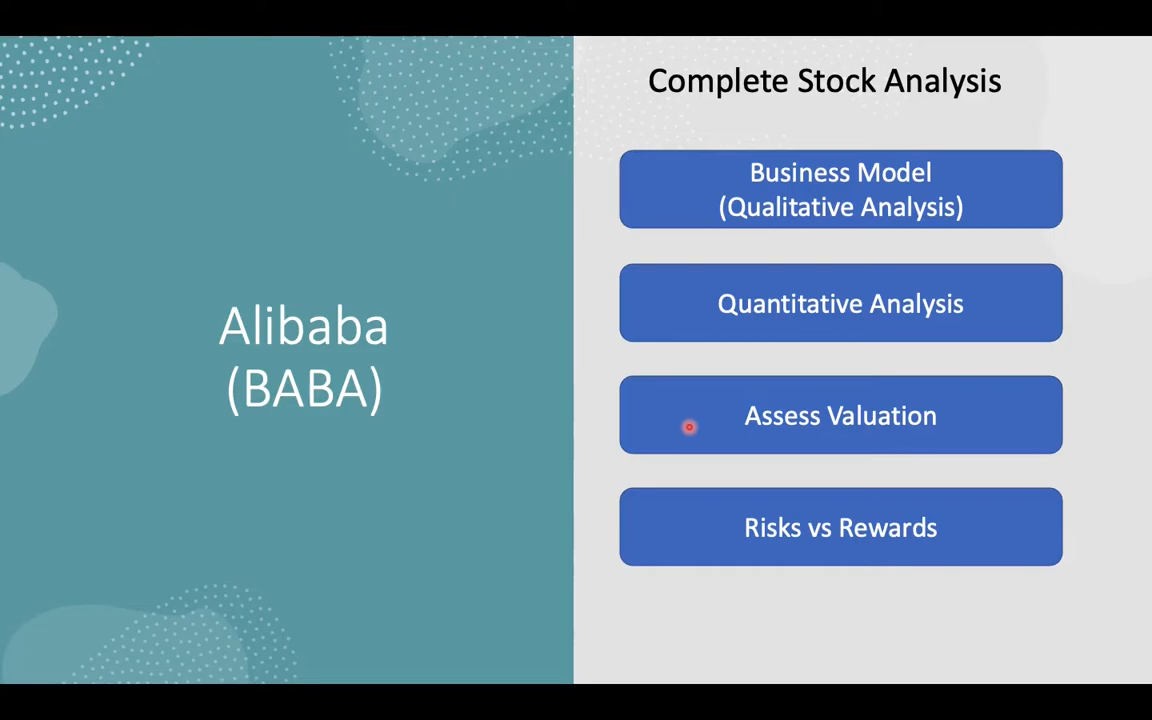 Alibaba
(BABA)
Complete Stock Analysis
Business Model
(Qualitative Analysis)
Quantitative Analysis
Assess Valuation
Risks vs Rewards